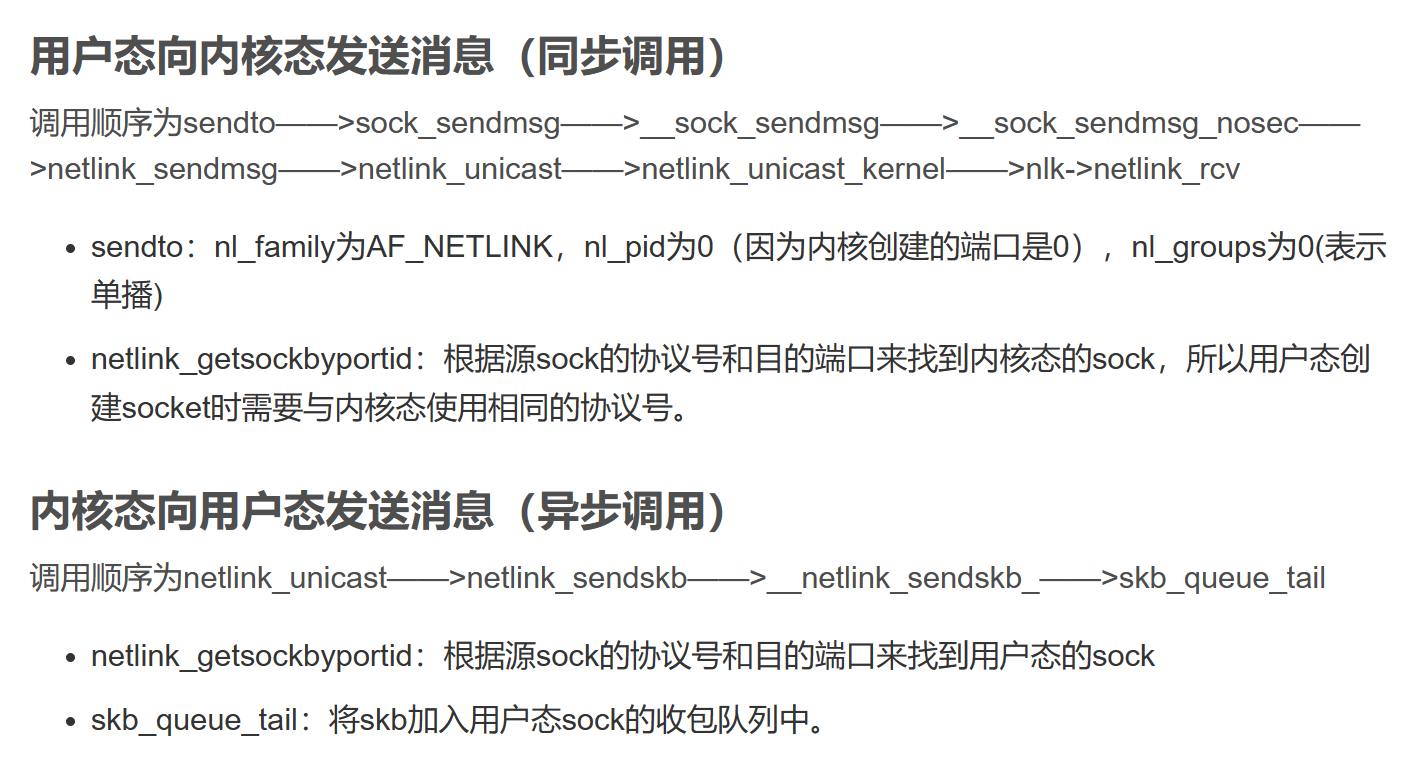 用户态向内核态发送消息（同步调用）
调用顺序为sendto——>sock_sendmsg——>__sock_sendmsg——>__sock_sendmsg_nosec——
>netlink_sendmsg——>netlink_unicast——>netlink_unicast_kernel——>nlk->netlink_rcv
• sendto：nl_family为AF_NETLINK，nl_pid为0（因为内核创建的端口是0），nl_groups为0(表示
单播)
• netlink_getsockbyportid：根据源sock的协议号和目的端口来找到内核态的sock，所以用户态创
建socket时需要与内核态使用相同的协议号。
内核态向用户态发送消息（异步调用）
调用顺序为netlink_unicast——>netlink_sendskb——>__netlink_sendskb_——>skb_queue_tail
• netlink_getsockbyportid：根据源sock的协议号和目的端口来找到用户态的sock
• skb_queue_tail：将skb加入用户态sock的收包队列中。